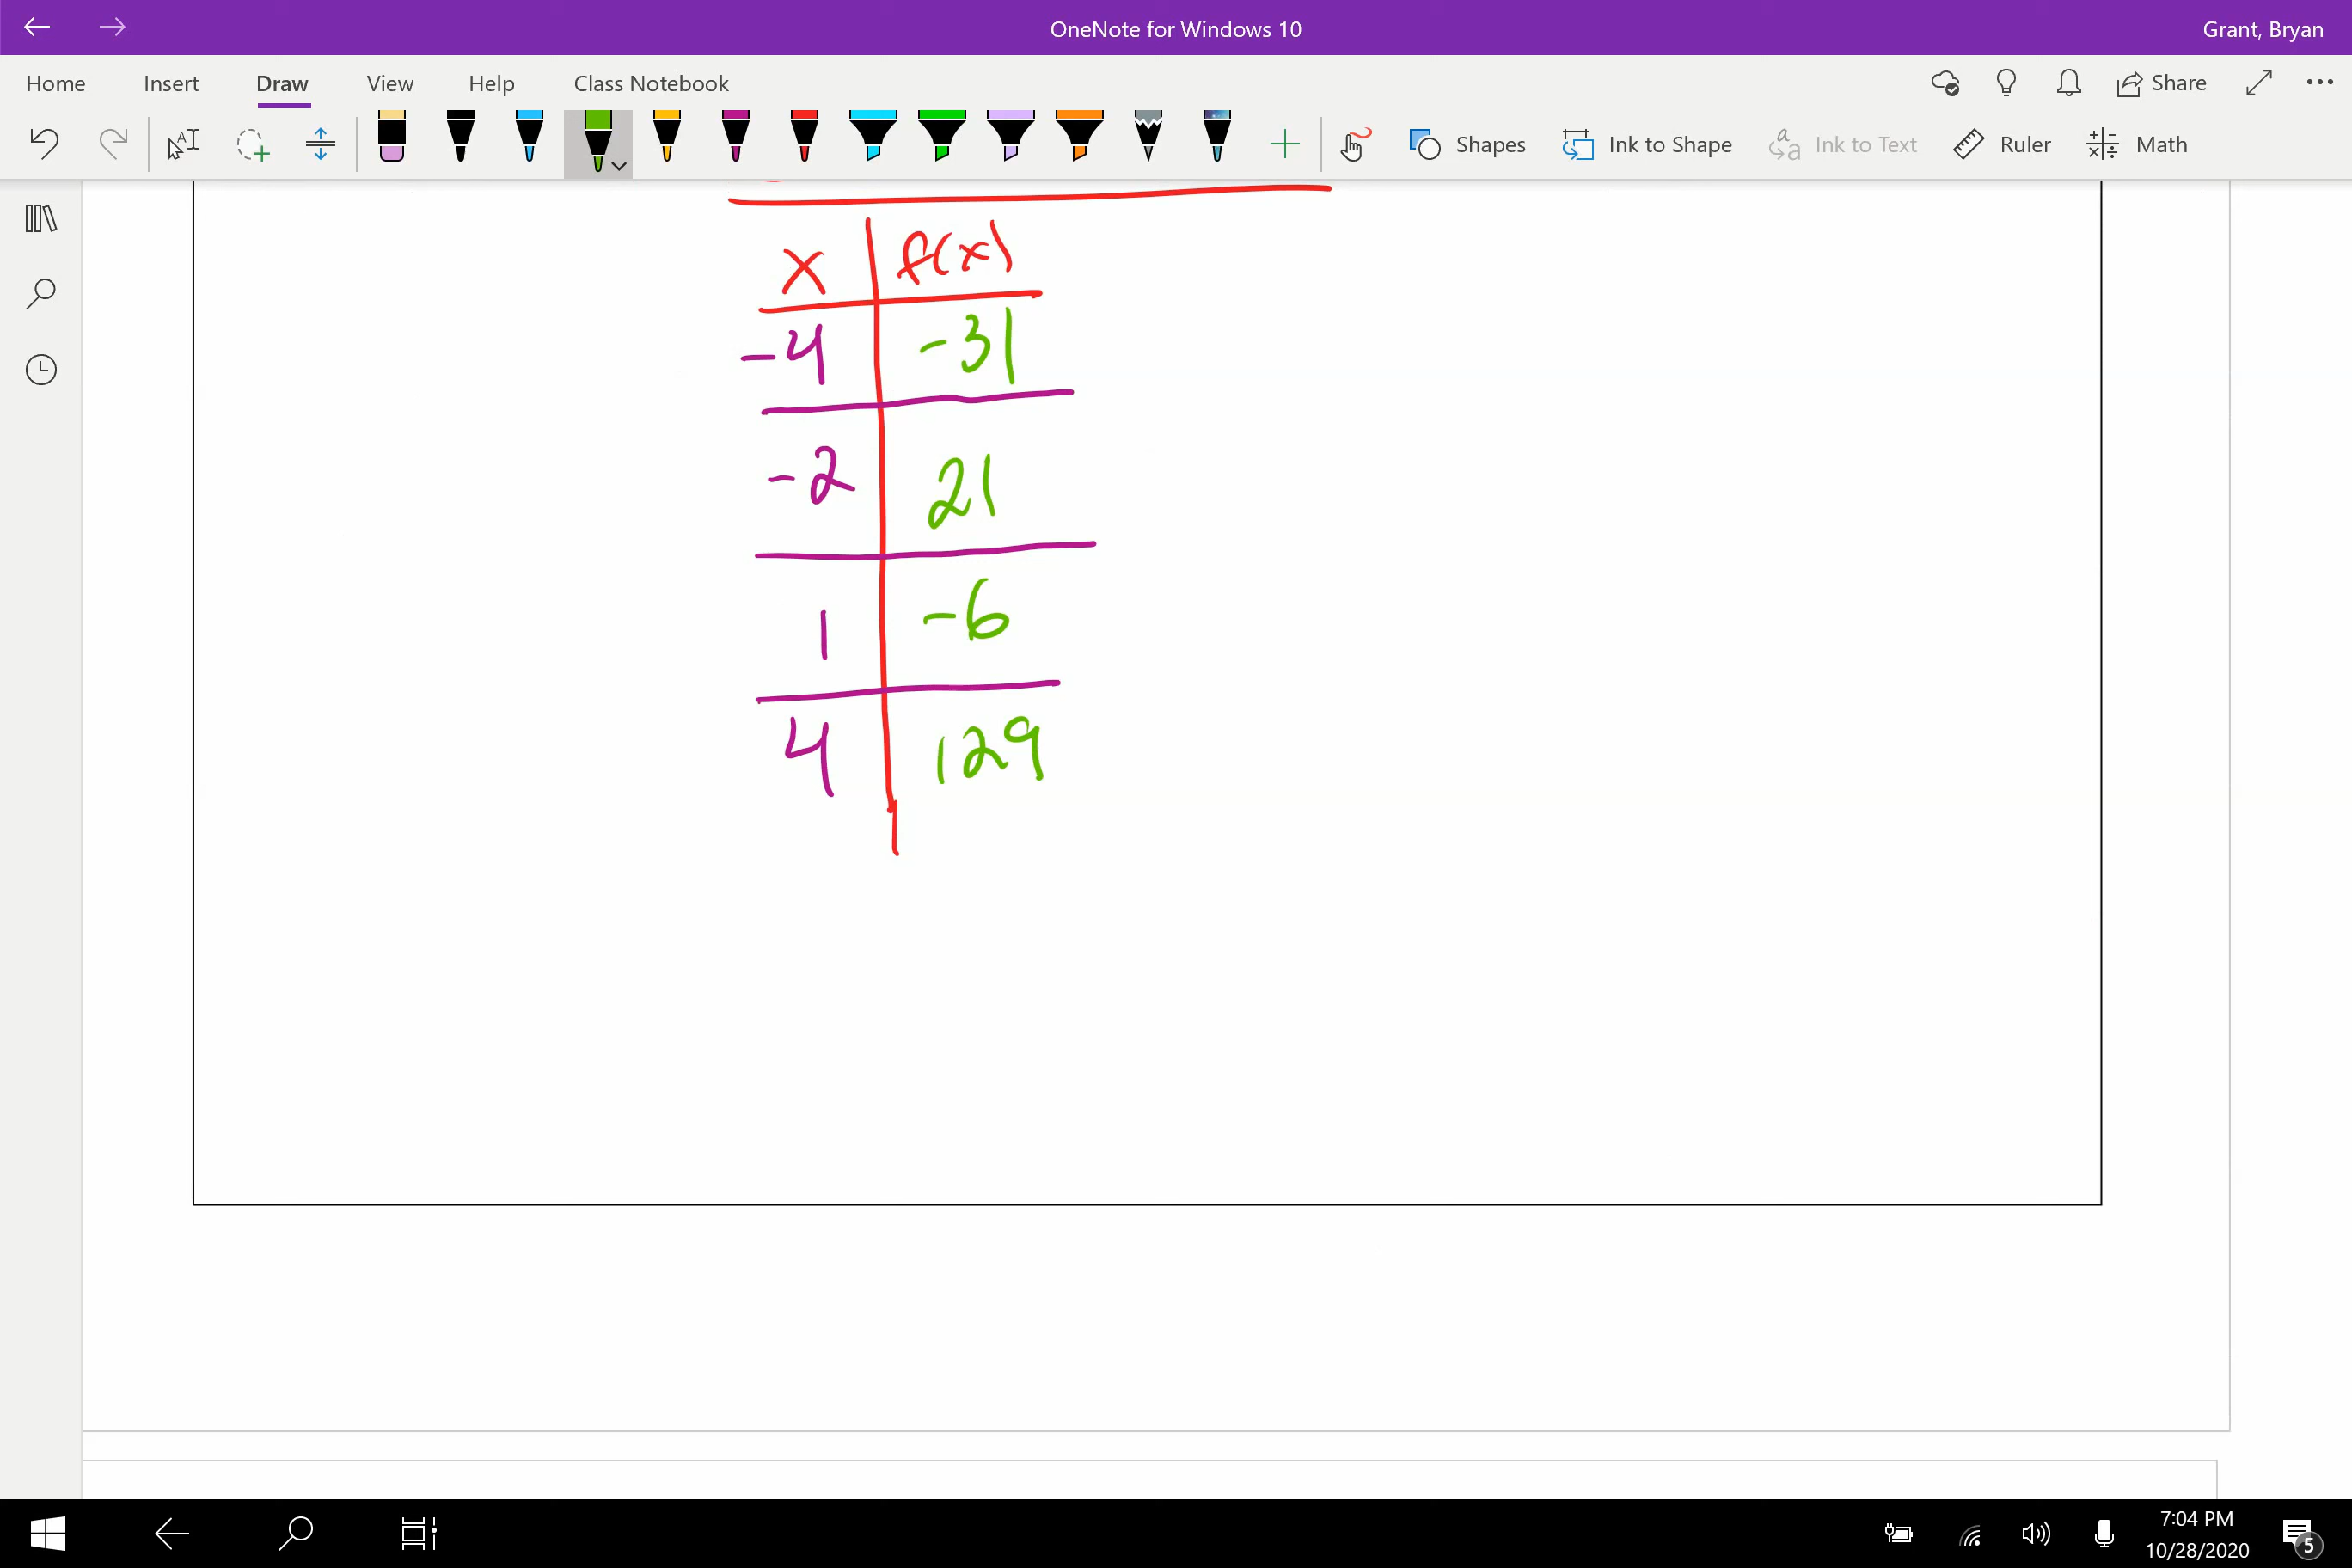 OneNote for Windows 10
Grant, Bryan
Home Insert Draw View Help Class Notebook Share
Shapes Ink to Shape Ink to Text Ruler Math
x f(x)
-4 -31
-2 21
1 -6
4 129
7:04 PM
10/28/2020
5